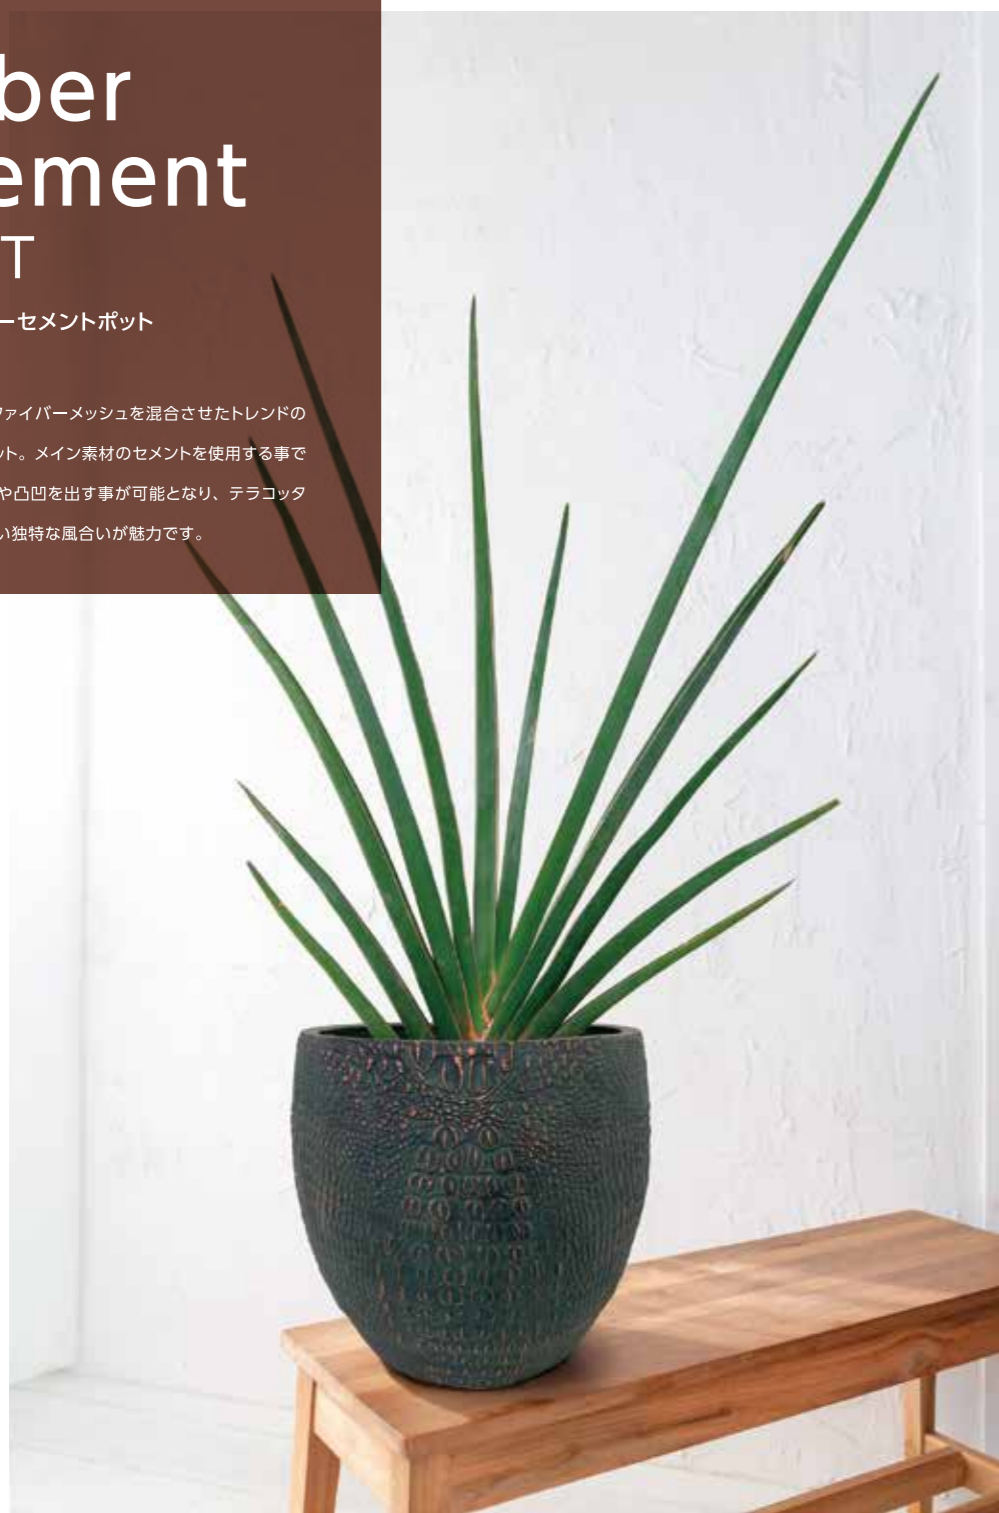 ber
ement
T
ーセメントポット
ファイバーメッシュを混合させたトレンドの
ット。メイン素材のセメントを使用する事で
や凸凹を出す事が可能となり、テラコッタ
い独特な風合いが魅力です。